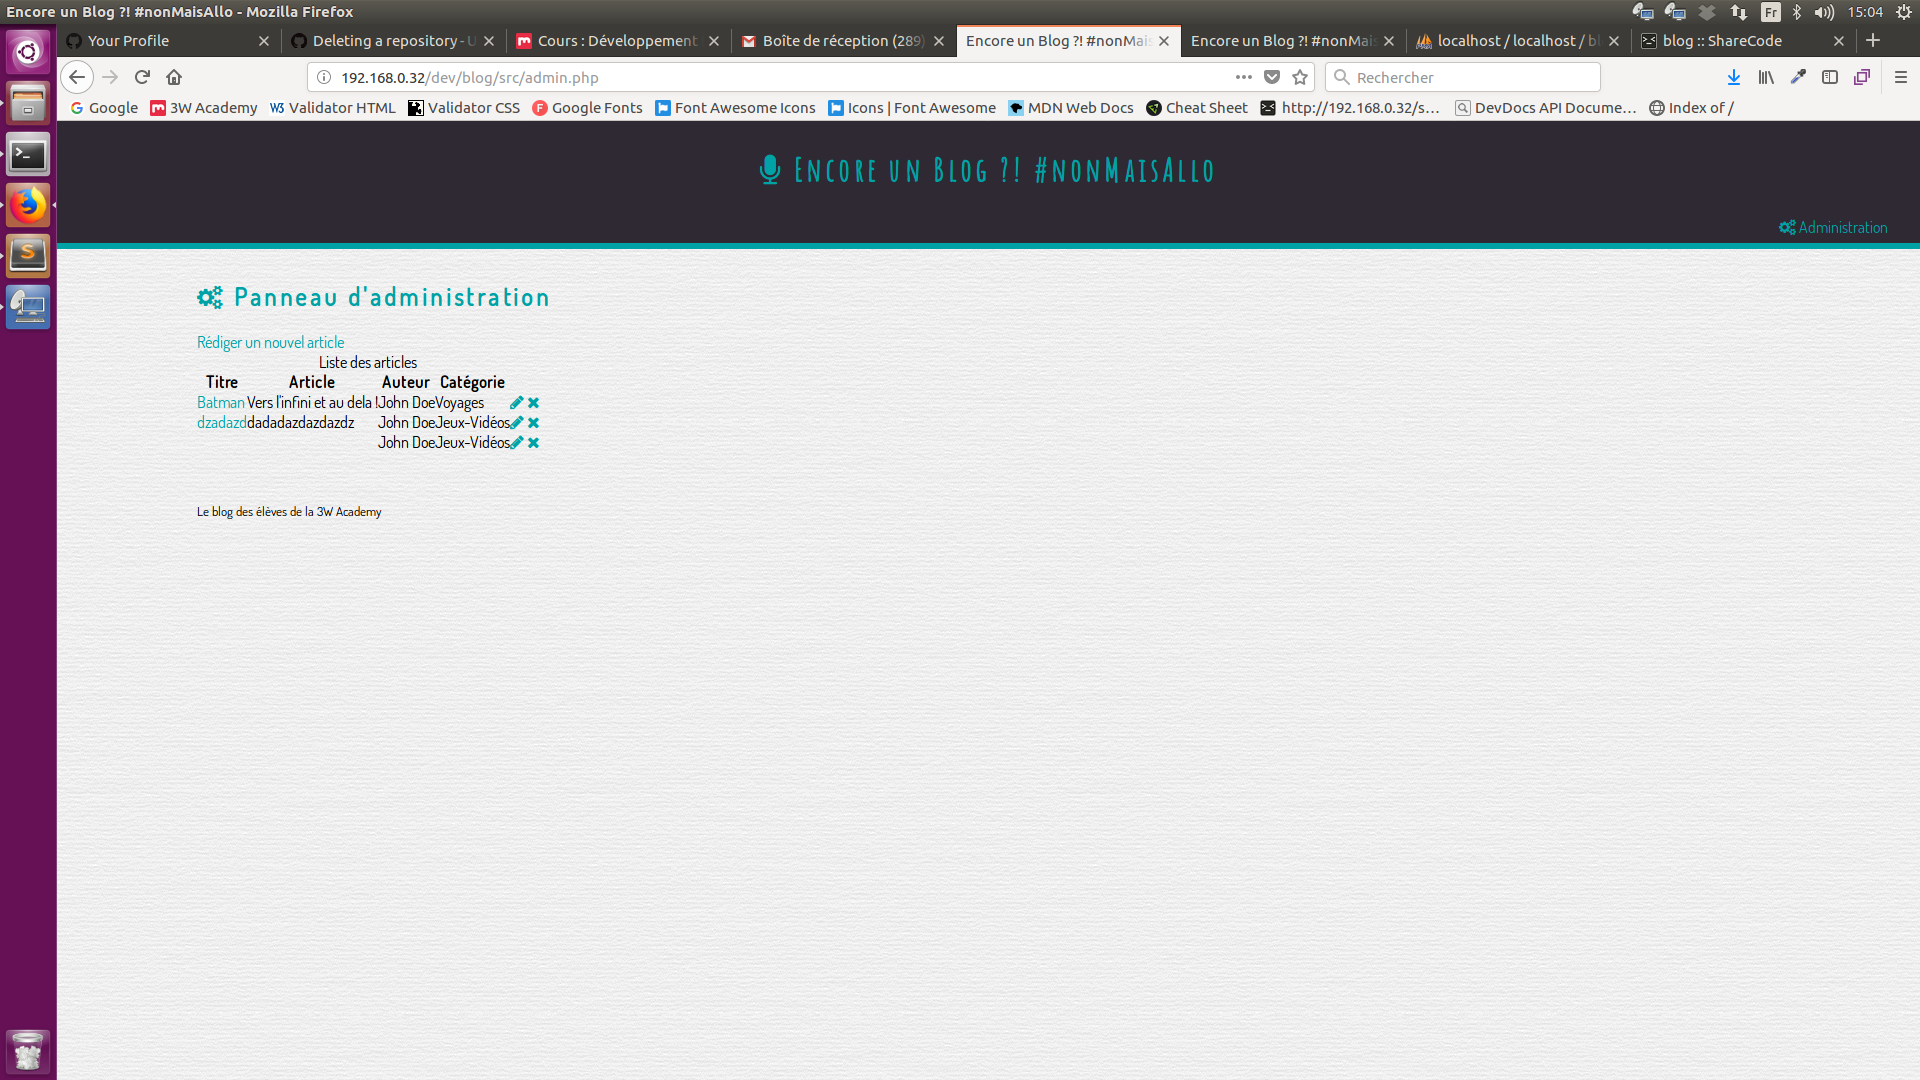 Encore un Blog ?! #nonMaisAllo - Mozilla Firefox
Fr
15:04
Your Profile
Deleting a repository - U
Cours : Développement
Boîte de réception (289)
Encore un Blog ?! #nonMais
Encore un Blog ?! #nonMais
localhost / localhost / bl
blog :: ShareCode
192.168.0.32/dev/blog/src/admin.php
Rechercher
Google
3W Academy
W3 Validator HTML
Validator CSS
F Google Fonts
Font Awesome Icons
Icons | Font Awesome
MDN Web Docs
Cheat Sheet
http://192.168.0.32/s…
DevDocs API Docume…
Index of /
Encore un Blog ?! #nonMaisAllo
Administration
Panneau d'administration
Rédiger un nouvel article
Liste des articles
Titre Article Auteur Catégorie
Batman Vers l'infini et au dela ! John Doe Voyages
dzadazd dadadazdazdazdz John Doe Jeux-Vidéos
John Doe Jeux-Vidéos
Le blog des élèves de la 3W Academy